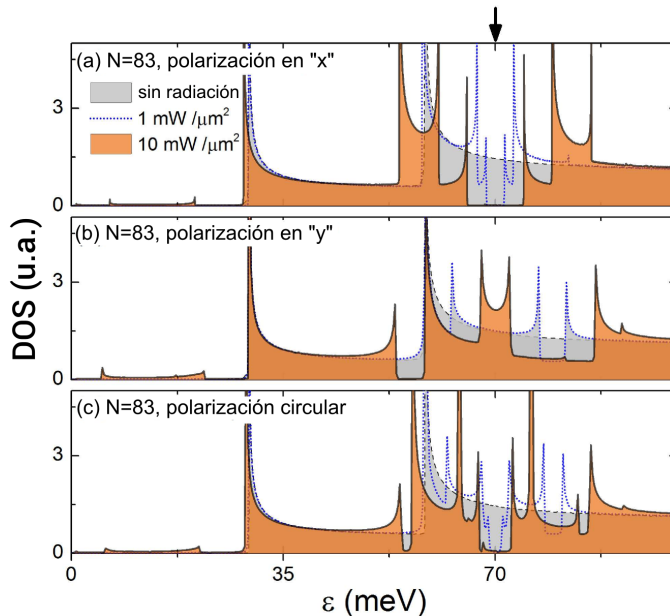 (a) N=83, polarización en "x"
sin radiación
1 mW /μm²
10 mW /μm²
3
0
(b) N=83, polarización en "y"
3
0
DOS (u.a.)
(c) N=83, polarización circular
3
0
0 35 70
ε (meV)